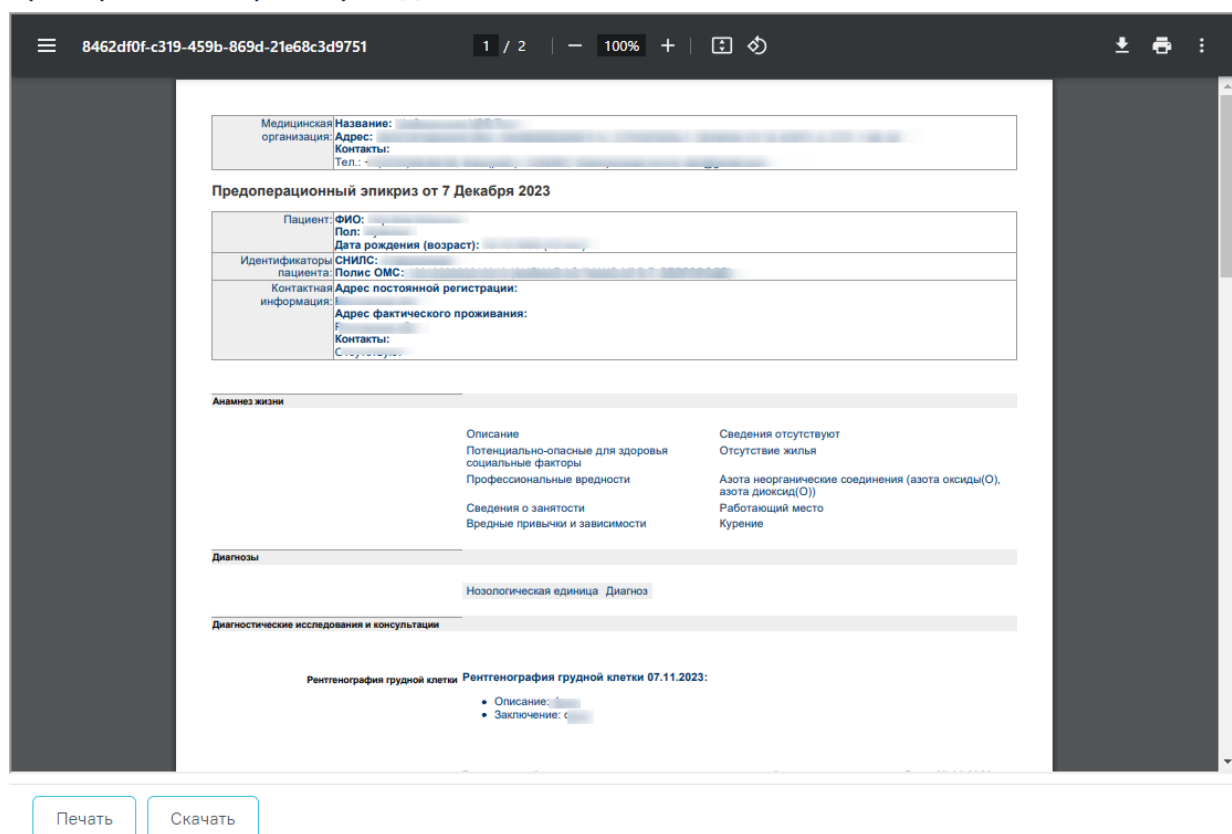 8462df0f-c319-459b-869d-21e68c3d9751 1 / 2 100%
Медицинская организация:
Название:
Адрес:
Контакты:
Тел.:
Предоперационный эпикриз от 7 Декабря 2023
Пациент: ФИО:
Пол:
Дата рождения (возраст):
Идентификаторы пациента:
СНИЛС:
Полис ОМС:
Контактная информация:
Адрес постоянной регистрации:
Адрес фактического проживания:
Контакты:
Анамнез жизни
Описание Сведения отсутствуют
Потенциально-опасные для здоровья социальные факторы Отсутствие жилья
Профессиональные вредности Азота неорганические соединения (азота оксиды(O), азота диоксид(O))
Сведения о занятости Работающий место
Вредные привычки и зависимости Курение
Диагнозы
Нозологическая единица Диагноз
Диагностические исследования и консультации
Рентгенография грудной клетки Рентгенография грудной клетки 07.11.2023:
Описание:
Заключение:
Печать Скачать